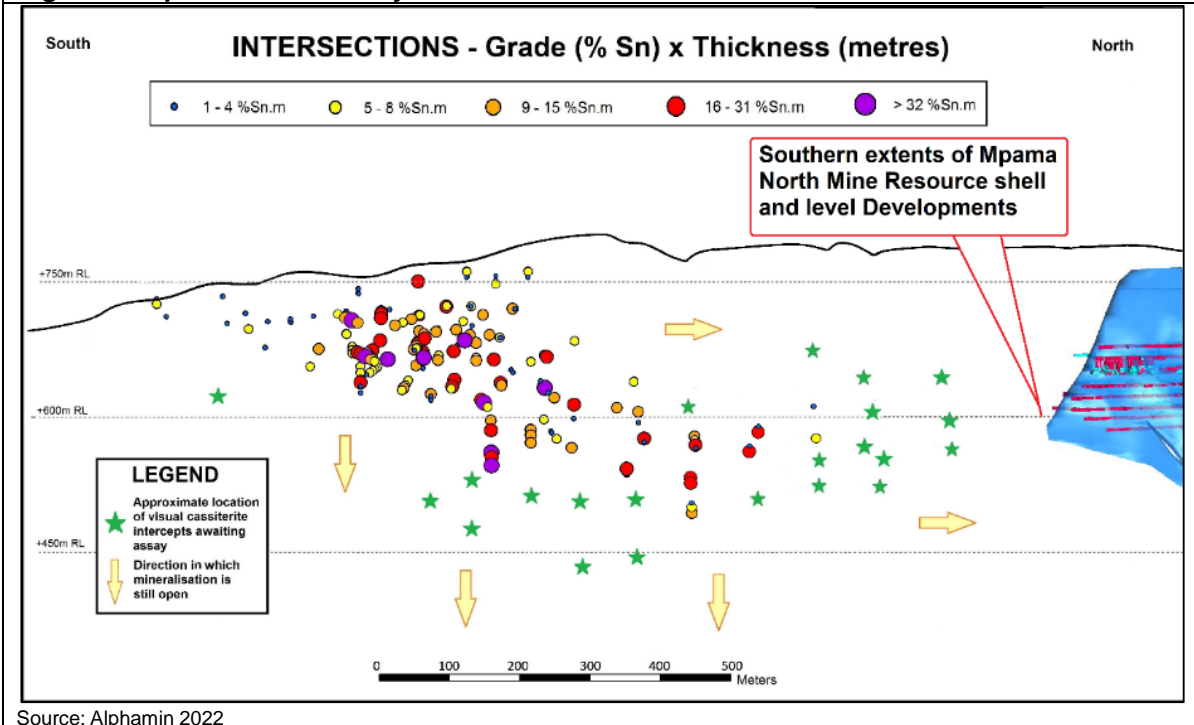 South
INTERSECTIONS - Grade (% Sn) x Thickness (metres)
North
1 - 4 %Sn.m
5 - 8 %Sn.m
9 - 15 %Sn.m
16 - 31 %Sn.m
> 32 %Sn.m
Southern extents of Mpama
North Mine Resource shell
and level Developments
+750m RL
+600m RL
LEGEND
Approximate location
of visual cassiterite
intercepts awaiting
assay
Direction in which
mineralisation is
still open
+450m RL
0 100 200 300 400 500
Meters
Source: Alphamin 2022